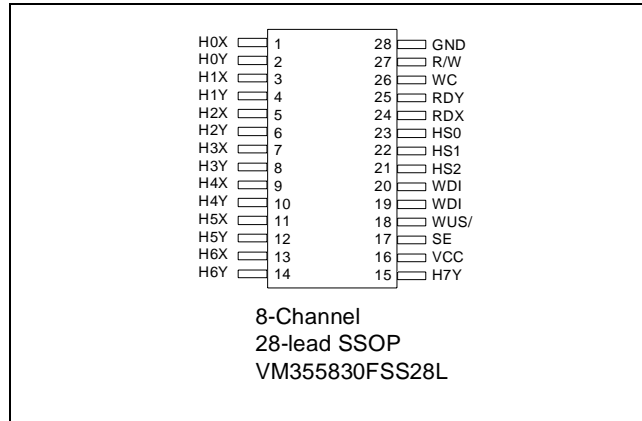 H0X 1 28 GND
H0Y 2 27 R/W
H1X 3 26 WC
H1Y 4 25 RDY
H2X 5 24 RDX
H2Y 6 23 HS0
H3X 7 22 HS1
H3Y 8 21 HS2
H4X 9 20 WDI
H4Y 10 19 WDI
H5X 11 18 WUS/
H5Y 12 17 SE
H6X 13 16 VCC
H6Y 14 15 H7Y
8-Channel
28-lead SSOP
VM355830FSS28L